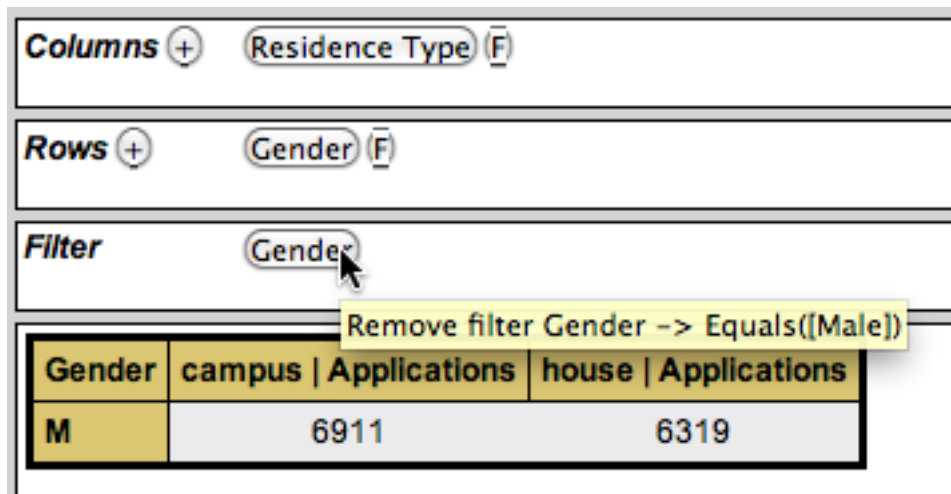 Columns + Residence Type F
Rows + Gender F
Filter Gender
Remove filter Gender -> Equals([Male])
Gender campus | Applications house | Applications
M 6911 6319